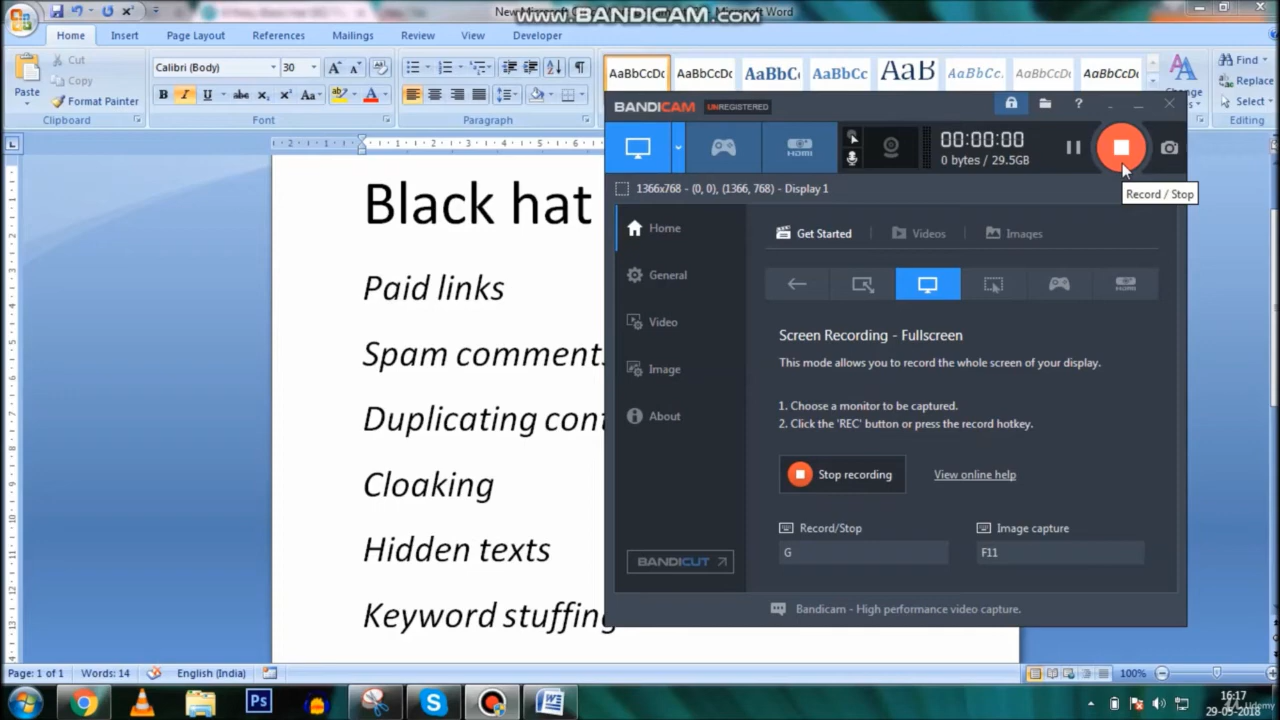 New M Word
www.BANDICAM.com
Home Insert Page Layout References Mailings Review View Developer
Cut
Copy
Format Painter
Paste
Clipboard
Calibri (Body) 30
Font
Paragraph
AaBbCcDc AaBbCcDc AaBbC AaBbCc AaB AaBbCc. AaBbCcDc AaBbCcDc
Change
Find
Replace
Select
Editing
BANDICAM UNREGISTERED
HDMI
00:00:00
0 bytes / 29.5GB
Record / Stop
1366x768 - (0, 0), (1366, 768) - Display 1
Home
General
Video
Image
About
BANDICUT
Get Started Videos Images
HDMI
Screen Recording - Fullscreen
This mode allows you to record the whole screen of your display.
1. Choose a monitor to be captured.
2. Click the 'REC' button or press the record hotkey.
Stop recording View online help
Record/Stop Image capture
G F11
Bandicam - High performance video capture.
Black hat
Paid links
Spam comments
Duplicating cont
Cloaking
Hidden texts
Keyword stuffing
Page: 1 of 1 Words: 14 English (India) 100%
16:17
29-05-2018
Udemy